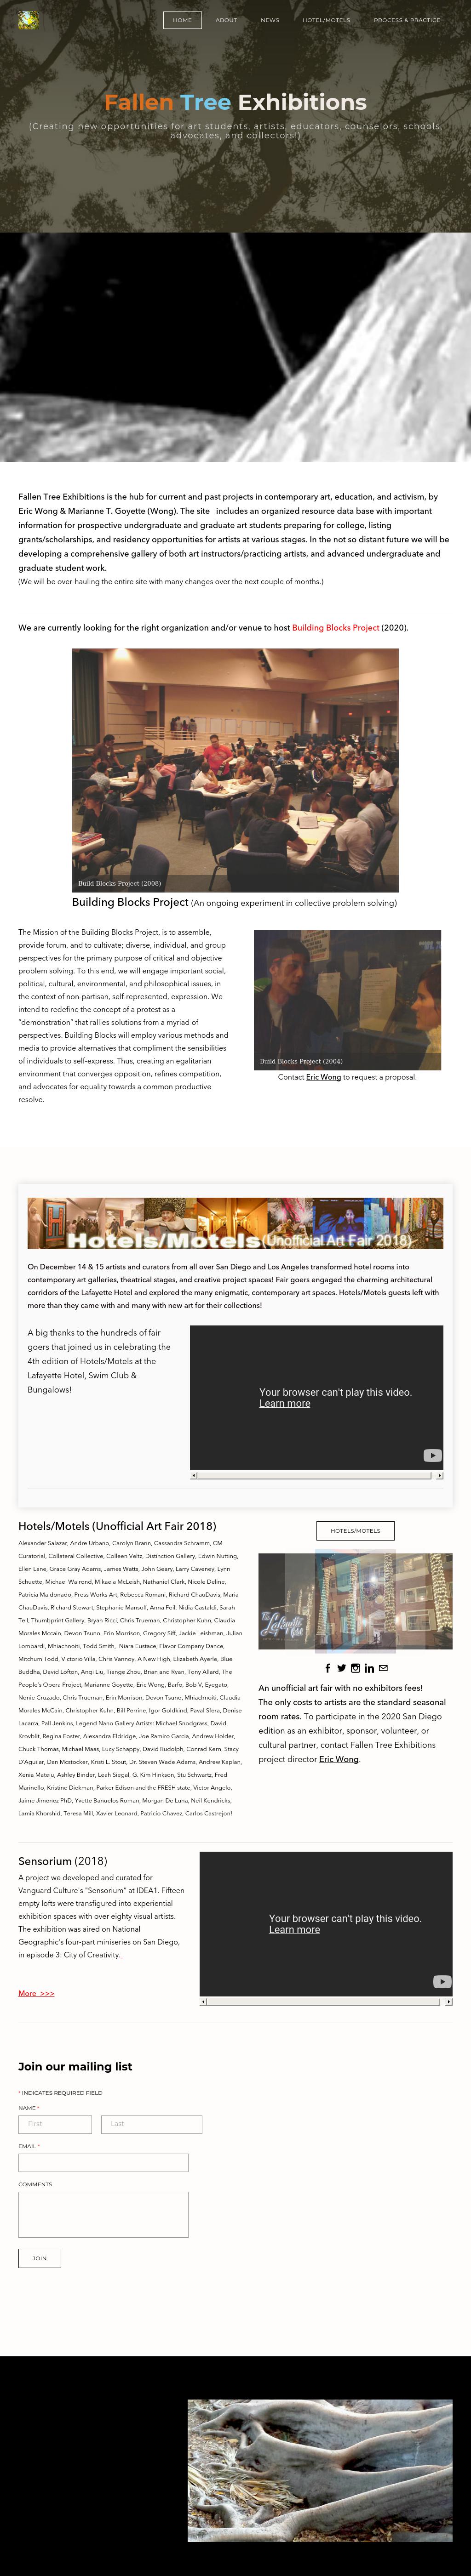 HOME ABOUT NEWS HOTEL/MOTELS PROCESS & PRACTICE
Fallen Tree Exhibitions
(Creating new opportunities for art students, artists, educators, counselors, schools,
advocates, and collectors!)
Fallen Tree Exhibitions is the hub for current and past projects in contemporary art, education, and activism, by
Eric Wong & Marianne T. Goyette (Wong). The site includes an organized resource data base with important
information for prospective undergraduate and graduate art students preparing for college, listing
grants/scholarships, and residency opportunities for artists at various stages. In the not so distant future we will be
developing a comprehensive gallery of both art instructors/practicing artists, and advanced undergraduate and
graduate student work.
(We will be over-hauling the entire site with many changes over the next couple of months.)
We are currently looking for the right organization and/or venue to host Building Blocks Project (2020).
Build Blocks Project (2008)
Building Blocks Project (An ongoing experiment in collective problem solving)
The Mission of the Building Blocks Project, is to assemble,
provide forum, and to cultivate; diverse, individual, and group
perspectives for the primary purpose of critical and objective
problem solving. To this end, we will engage important social,
political, cultural, environmental, and philosophical issues, in
the context of non-partisan, self-represented, expression. We
intend to redefine the concept of a protest as a
"demonstration" that rallies solutions from a myriad of
perspectives. Building Blocks will employ various methods and
media to provide alternatives that compliment the sensibilities
of individuals to self-express. Thus, creating an egalitarian
environment that converges opposition, refines competition,
and advocates for equality towards a common productive
resolve.
Build Blocks Project (2004)
Contact Eric Wong to request a proposal.
Hotels/Motels (Unofficial Art Fair 2018)
On December 14 & 15 artists and curators from all over San Diego and Los Angeles transformed hotel rooms into
contemporary art galleries, theatrical stages, and creative project spaces! Fair goers engaged the charming architectural
corridors of the Lafayette Hotel and explored the many enigmatic, contemporary art spaces. Hotels/Motels guests left with
more than they came with and many with new art for their collections!
A big thanks to the hundreds of fair
goers that joined us in celebrating the
4th edition of Hotels/Motels at the
Lafayette Hotel, Swim Club &
Bungalows!
Your browser can't play this video.
Learn more
Hotels/Motels (Unofficial Art Fair 2018)
Alexander Salazar, Andre Urbano, Carolyn Brann, Cassandra Schramm, CM
Curatorial, Collateral Collective, Colleen Veltz, Distinction Gallery, Edwin Nutting,
Ellen Lane, Grace Gray Adams, James Watts, John Geary, Larry Caveney, Lynn
Schuette, Michael Walrond, Mikaela McLeish, Nathaniel Clark, Nicole Deline,
Patricia Maldonado, Press Works Art, Rebecca Romani, Richard ChauDavis, Maria
ChauDavis, Richard Stewart, Stephanie Mansolf, Anna Feil, Nidia Castaldi, Sarah
Tell, Thumbprint Gallery, Bryan Ricci, Chris Trueman, Christopher Kuhn, Claudia
Morales Mccain, Devon Tsuno, Erin Morrison, Gregory Siff, Jackie Leishman, Julian
Lombardi, Mhiachnoiti, Todd Smith, Niara Eustace, Flavor Company Dance,
Mitchum Todd, Victorio Villa, Chris Vannoy, A New High, Elizabeth Ayerle, Blue
Buddha, David Lofton, Anqi Liu, Tiange Zhou, Brian and Ryan, Tony Allard, The
People's Opera Project, Marianne Goyette, Eric Wong, Barfo, Bob V, Eyegato,
Nonie Cruzado, Chris Trueman, Erin Morrison, Devon Tsuno, Mhiachnoiti, Claudia
Morales McCain, Christopher Kuhn, Bill Perrine, Igor Goldkind, Paval Sfera, Denise
Lacarra, Pall Jenkins, Legend Nano Gallery Artists: Michael Snodgrass, David
Krovblit, Regina Foster, Alexandra Eldridge, Joe Ramiro Garcia, Andrew Holder,
Chuck Thomas, Michael Maas, Lucy Schappy, David Rudolph, Conrad Kern, Stacy
D'Aguilar, Dan Mcstocker, Kristi L. Stout, Dr. Steven Wade Adams, Andrew Kaplan,
Xenia Mateiu, Ashley Binder, Leah Siegal, G. Kim Hinkson, Stu Schwartz, Fred
Marinello, Kristine Diekman, Parker Edison and the FRESH state, Victor Angelo,
Jaime Jimenez PhD, Yvette Banuelos Roman, Morgan De Luna, Neil Kendricks,
Lamia Khorshid, Teresa Mill, Xavier Leonard, Patricio Chavez, Carlos Castrejon!
HOTELS/MOTELS
The Lafayette
An unofficial art fair with no exhibitors fees!
The only costs to artists are the standard seasonal
room rates. To participate in the 2020 San Diego
edition as an exhibitor, sponsor, volunteer, or
cultural partner, contact Fallen Tree Exhibitions
project director Eric Wong.
Sensorium (2018)
A project we developed and curated for
Vanguard Culture's "Sensorium" at IDEA1. Fifteen
empty lofts were transfigured into experiential
exhibition spaces with over eighty visual artists.
The exhibition was aired on National
Geographic's four-part miniseries on San Diego,
in episode 3: City of Creativity.
More >>>
Your browser can't play this video.
Learn more
Join our mailing list
* INDICATES REQUIRED FIELD
NAME *
First Last
EMAIL *
COMMENTS
JOIN